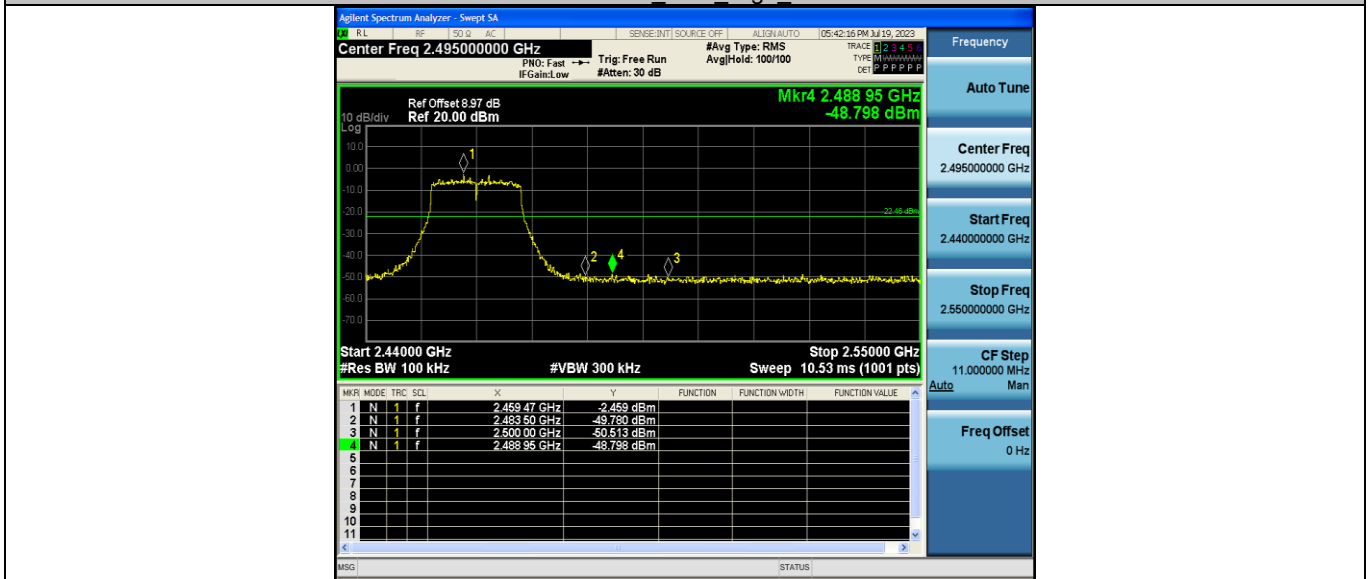 Agilent Spectrum Analyzer - Swept SA
RL RF 50 Ω AC SENSE:INT SOURCE OFF ALIGN AUTO 05:42:16 PM Jul 19, 2023
Center Freq 2.495000000 GHz
PNO: Fast
IFGain:Low
Trig: Free Run
#Atten: 30 dB
#Avg Type: RMS
Avg|Hold: 100/100
TRACE 1 2 3 4 5 6
TYPE M WWWWW
DET P P P P P P
Frequency
Auto Tune
Center Freq
2.495000000 GHz
Start Freq
2.440000000 GHz
Stop Freq
2.550000000 GHz
CF Step
11.000000 MHz
Auto Man
Freq Offset
0 Hz
Mkr4 2.488 95 GHz
-48.798 dBm
Ref Offset 8.97 dB
10 dB/div Ref 20.00 dBm
Log
10.0
0.00
-10.0
-20.0
-30.0
-40.0
-50.0
-60.0
-70.0
1
2
4
3
-22.46 dBm
Start 2.44000 GHz Stop 2.55000 GHz
#Res BW 100 kHz #VBW 300 kHz Sweep 10.53 ms (1001 pts)
MKR MODE TRC SCL X Y FUNCTION FUNCTION WIDTH FUNCTION VALUE
1 N 1 f 2.459 47 GHz -2.459 dBm
2 N 1 f 2.483 50 GHz -49.780 dBm
3 N 1 f 2.500 00 GHz -50.513 dBm
4 N 1 f 2.488 95 GHz -48.798 dBm
5
6
7
8
9
10
11
MSG STATUS